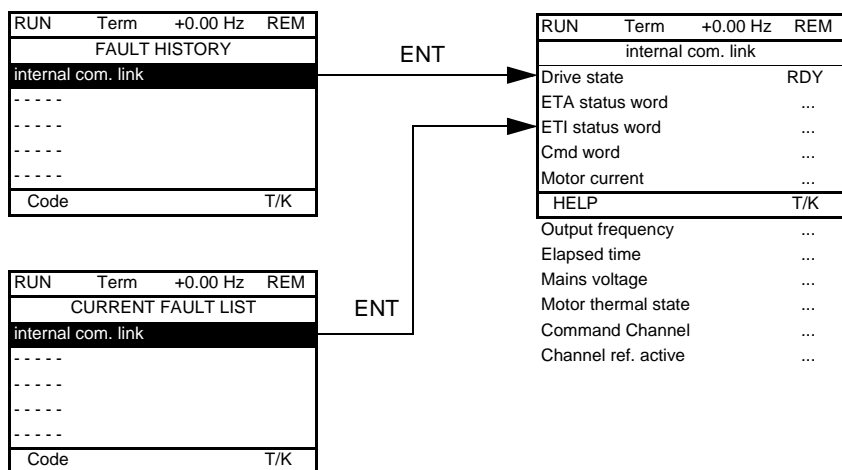 RUN Term +0.00 Hz REM
FAULT HISTORY
internal com. link
- - - - -
- - - - -
- - - - -
- - - - -
Code T/K
ENT
RUN Term +0.00 Hz REM
CURRENT FAULT LIST
internal com. link
- - - - -
- - - - -
- - - - -
- - - - -
Code T/K
ENT
RUN Term +0.00 Hz REM
internal com. link
Drive state RDY
ETA status word ...
ETI status word ...
Cmd word ...
Motor current ...
HELP T/K
Output frequency ...
Elapsed time ...
Mains voltage ...
Motor thermal state ...
Command Channel ...
Channel ref. active ...